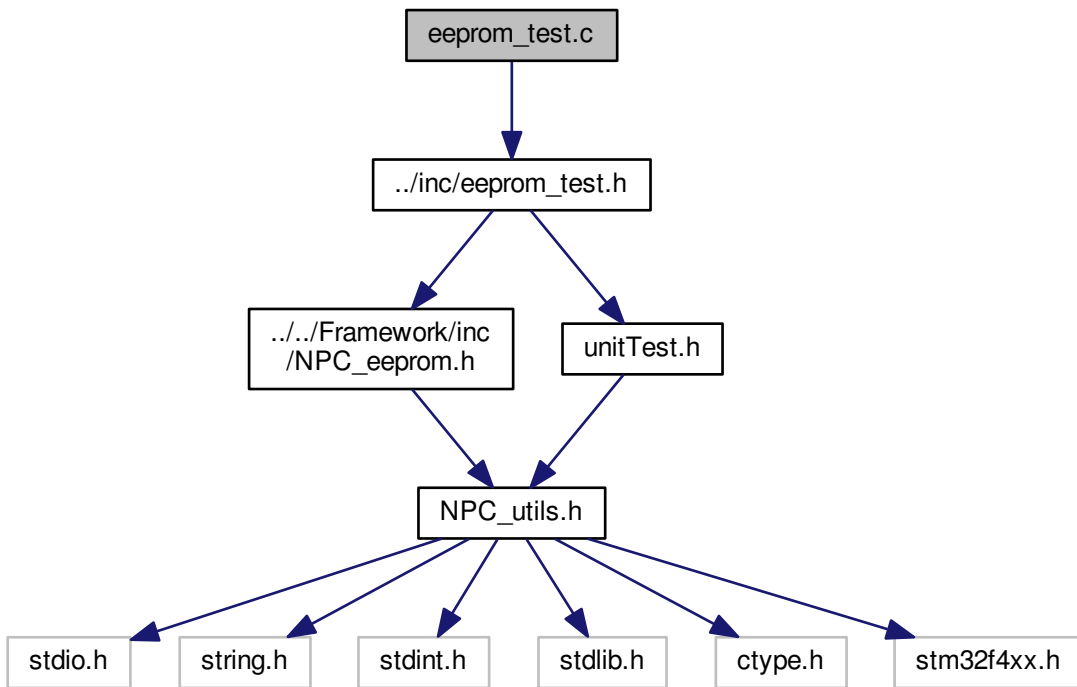 eeprom_test.c
../inc/eeprom_test.h
../../Framework/inc
/NPC_eeprom.h
unitTest.h
NPC_utils.h
stdio.h
string.h
stdint.h
stdlib.h
ctype.h
stm32f4xx.h